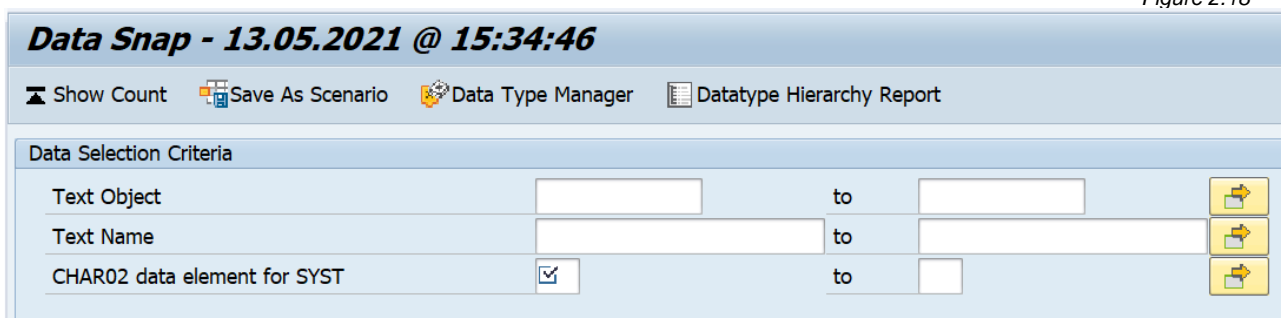 Figure 2.18
Data Snap - 13.05.2021 @ 15:34:46
Show Count Save As Scenario Data Type Manager Datatype Hierarchy Report
Data Selection Criteria
Text Object to
Text Name to
CHAR02 data element for SYST to